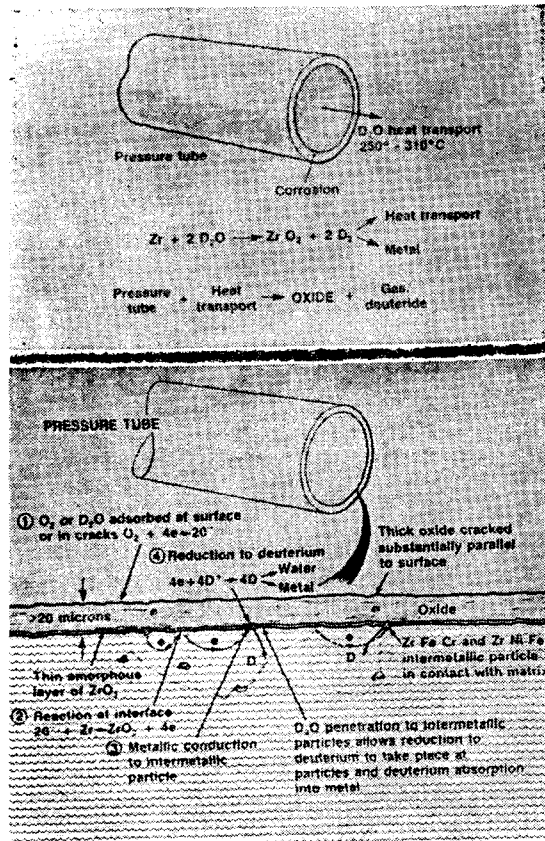 D₂O heat transport
250° - 310°C
Pressure tube
Corrosion
Zr + 2 D₂O → ZrO₂ + 2 D₂
Heat transport
Metal
Pressure tube + Heat transport → OXIDE + Gas. deuteride
PRESSURE TUBE
① O₂ or D₂O adsorbed at surface
or in cracks O₂ + 4e→20⁻
④ Reduction to deuterium
4e+4D⁺→4D
Water
Metal
Thick oxide cracked
substantially parallel
to surface
>20 microns
e
e
Oxide
e
e
D
D
Thin amorphous
layer of ZrO₂
Zr Fe Cr and Zr Ni Fe
intermetallic particle
in contact with matrix
② Reaction at interface
+ Zr→ZrO₂ + 4e
③ Metallic conduction
to intermetallic
particle
D₂O penetration to intermetallic
particles allows reduction to
deuterium to take place at
particles and deuterium absorption
into metal